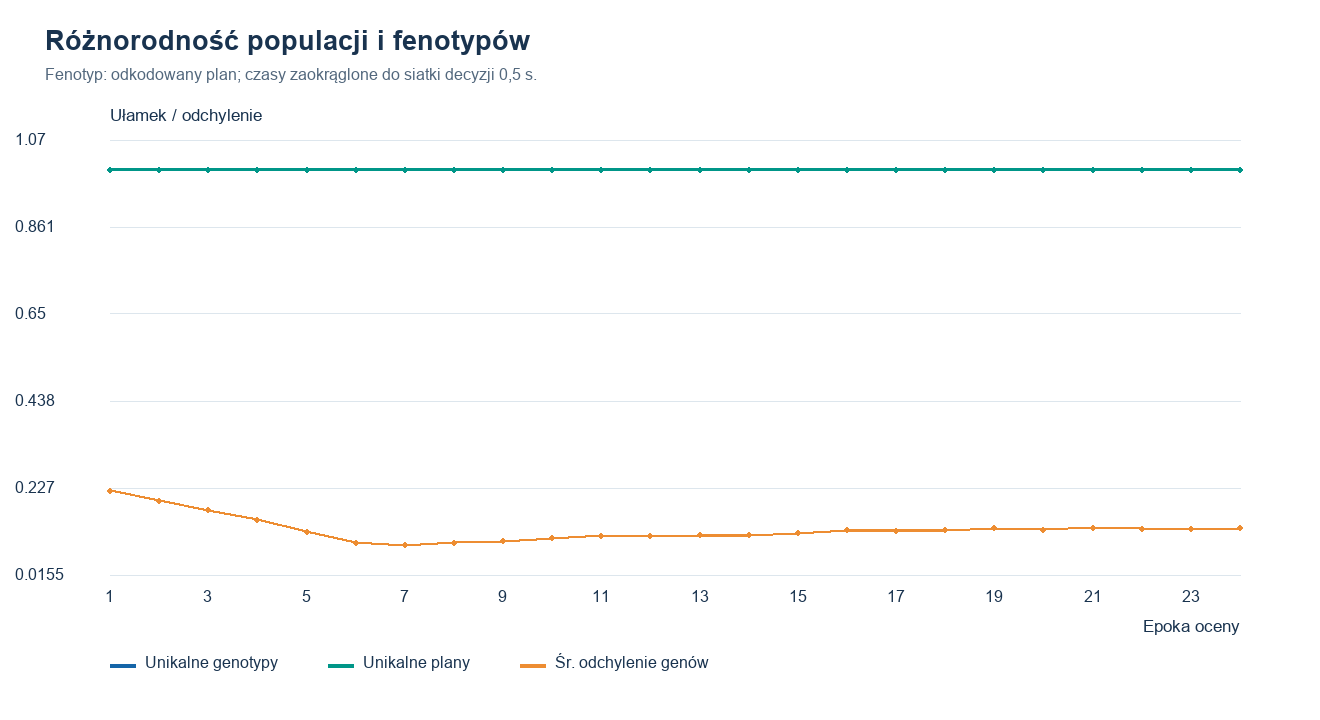 Różnorodność populacji i fenotypów
Fenotyp: odkodowany plan; czasy zaokrąglone do siatki decyzji 0,5 s.
Ułamek / odchylenie
1.07
0.861
0.65
0.438
0.227
0.0155
1 3 5 7 9 11 13 15 17 19 21 23
Epoka oceny
Unikalne genotypy Unikalne plany Śr. odchylenie genów